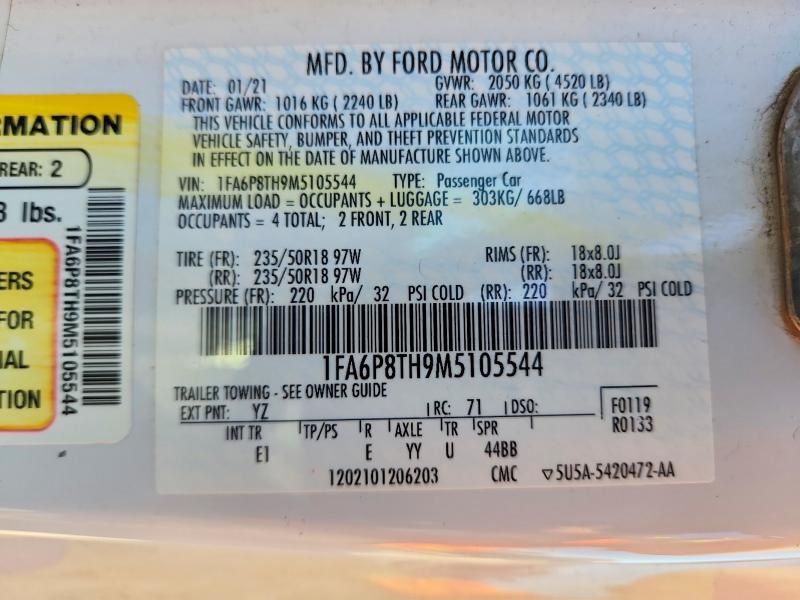 RMATION
REAR: 2
8 lbs.
ERS
FOR
IAL
TION
1FA6P8TH9M5105544
MFD. BY FORD MOTOR CO.
DATE: 01/21 GVWR: 2050 KG ( 4520 LB)
FRONT GAWR: 1016 KG ( 2240 LB) REAR GAWR: 1061 KG ( 2340 LB)
THIS VEHICLE CONFORMS TO ALL APPLICABLE FEDERAL MOTOR
VEHICLE SAFETY, BUMPER, AND THEFT PREVENTION STANDARDS
IN EFFECT ON THE DATE OF MANUFACTURE SHOWN ABOVE.
VIN: 1FA6P8TH9M5105544 TYPE: Passenger Car
MAXIMUM LOAD = OCCUPANTS + LUGGAGE = 303KG/ 668LB
OCCUPANTS = 4 TOTAL; 2 FRONT, 2 REAR
TIRE (FR): 235/50R18 97W RIMS (FR): 18x8.0J
(RR): 235/50R18 97W (RR): 18x8.0J
PRESSURE (FR): 220 kPa/ 32 PSI COLD (RR): 220 kPa/ 32 PSI COLD
1FA6P8TH9M5105544
TRAILER TOWING - SEE OWNER GUIDE
EXT PNT: YZ RC: 71 DSO: F0119
R0133
INT TR TP/PS R AXLE TR SPR
E1 E YY U 44BB
1202101206203 CMC ▽5U5A-5420472-AA